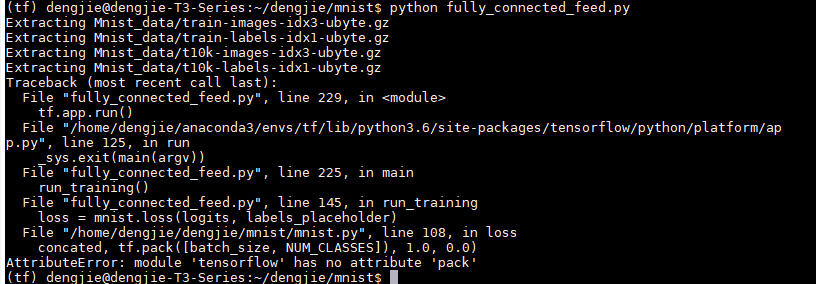 (tf) dengjie@dengjie-T3-Series:~/dengjie/mnist$ python fully_connected_feed.py
Extracting Mnist_data/train-images-idx3-ubyte.gz
Extracting Mnist_data/train-labels-idx1-ubyte.gz
Extracting Mnist_data/t10k-images-idx3-ubyte.gz
Extracting Mnist_data/t10k-labels-idx1-ubyte.gz
Traceback (most recent call last):
  File "fully_connected_feed.py", line 229, in <module>
    tf.app.run()
  File "/home/dengjie/anaconda3/envs/tf/lib/python3.6/site-packages/tensorflow/python/platform/ap
p.py", line 125, in run
    _sys.exit(main(argv))
  File "fully_connected_feed.py", line 225, in main
    run_training()
  File "fully_connected_feed.py", line 145, in run_training
    loss = mnist.loss(logits, labels_placeholder)
  File "/home/dengjie/dengjie/mnist/mnist.py", line 108, in loss
    concated, tf.pack([batch_size, NUM_CLASSES]), 1.0, 0.0)
AttributeError: module 'tensorflow' has no attribute 'pack'
(tf) dengjie@dengjie-T3-Series:~/dengjie/mnist$